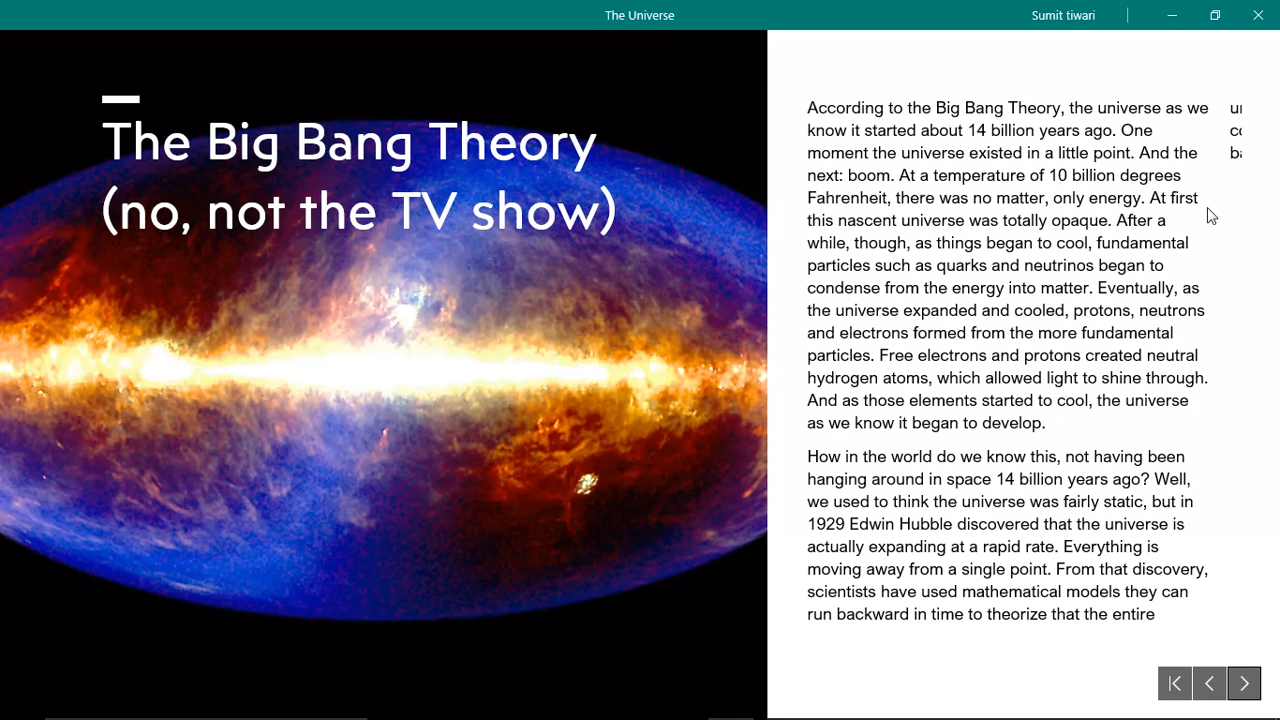 The Universe
Sumit tiwari
The Big Bang Theory
(no, not the TV show)
According to the Big Bang Theory, the universe as we
know it started about 14 billion years ago. One
moment the universe existed in a little point. And the
next: boom. At a temperature of 10 billion degrees
Fahrenheit, there was no matter, only energy. At first
this nascent universe was totally opaque. After a
while, though, as things began to cool, fundamental
particles such as quarks and neutrinos began to
condense from the energy into matter. Eventually, as
the universe expanded and cooled, protons, neutrons
and electrons formed from the more fundamental
particles. Free electrons and protons created neutral
hydrogen atoms, which allowed light to shine through.
And as those elements started to cool, the universe
as we know it began to develop.
How in the world do we know this, not having been
hanging around in space 14 billion years ago? Well,
we used to think the universe was fairly static, but in
1929 Edwin Hubble discovered that the universe is
actually expanding at a rapid rate. Everything is
moving away from a single point. From that discovery,
scientists have used mathematical models they can
run backward in time to theorize that the entire